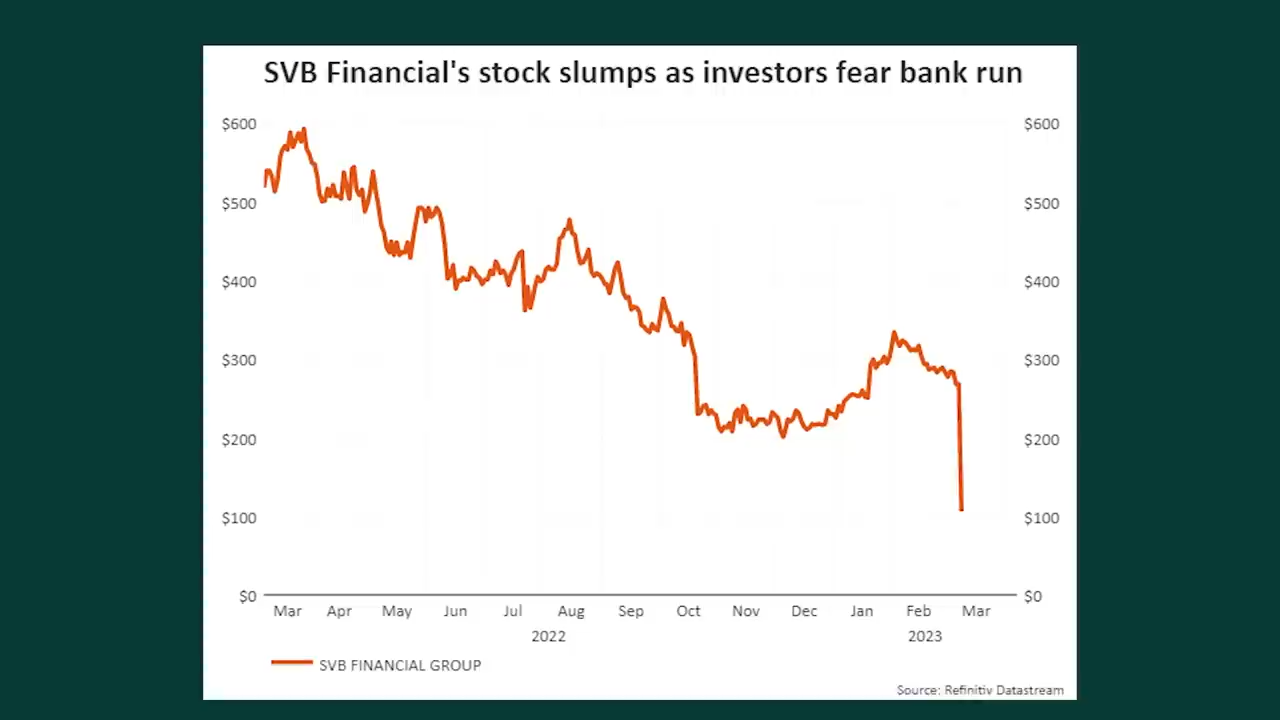 SVB Financial's stock slumps as investors fear bank run
$600 $600
$500 $500
$400 $400
$300 $300
$200 $200
$100 $100
$0 $0
Mar Apr May Jun Jul Aug Sep Oct Nov Dec Jan Feb Mar
2022 2023
SVB FINANCIAL GROUP
Source: Refinitiv Datastream